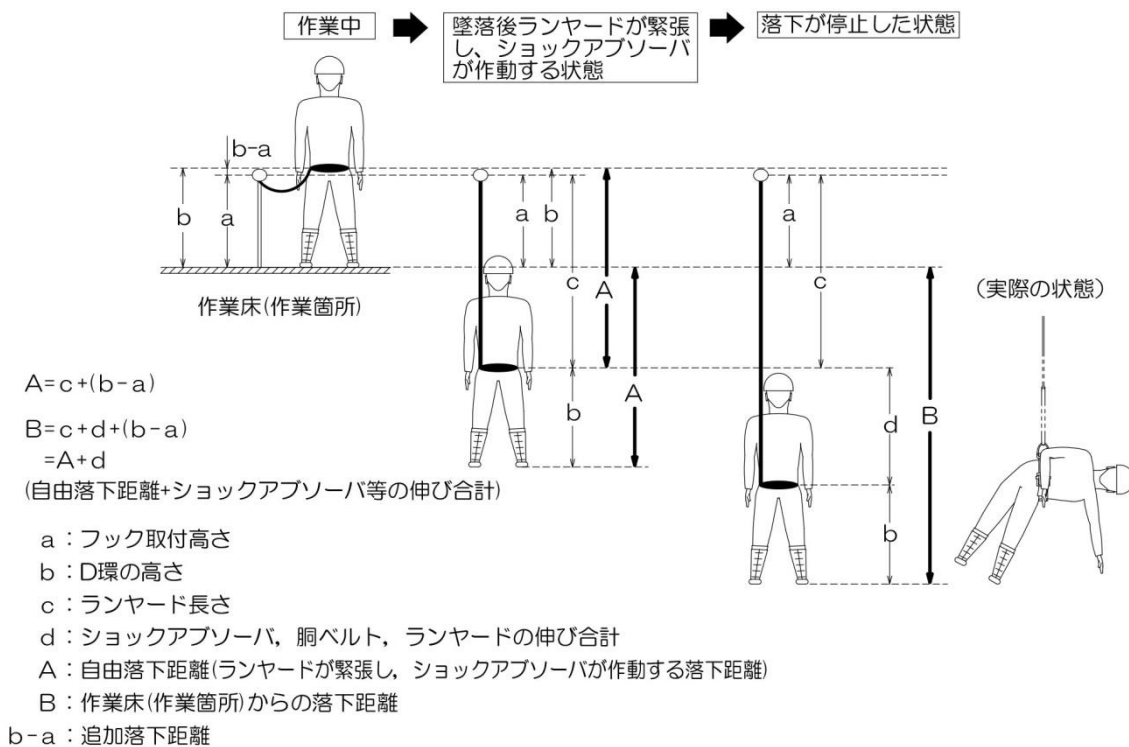 作業中
墜落後ランヤードが緊張
し、ショックアブソーバ
が作動する状態
落下が停止した状態
b-a
b
a
作業床(作業箇所)
a
b
c
A
b
A
a
c
d
b
B
(実際の状態)
A=c+(b-a)
B=c+d+(b-a)
=A+d
(自由落下距離+ショックアブソーバ等の伸び合計)
a：フック取付高さ
b：D環の高さ
c：ランヤード長さ
d：ショックアブソーバ，胴ベルト，ランヤードの伸び合計
A：自由落下距離(ランヤードが緊張し，ショックアブソーバが作動する落下距離)
B：作業床(作業箇所)からの落下距離
b-a：追加落下距離